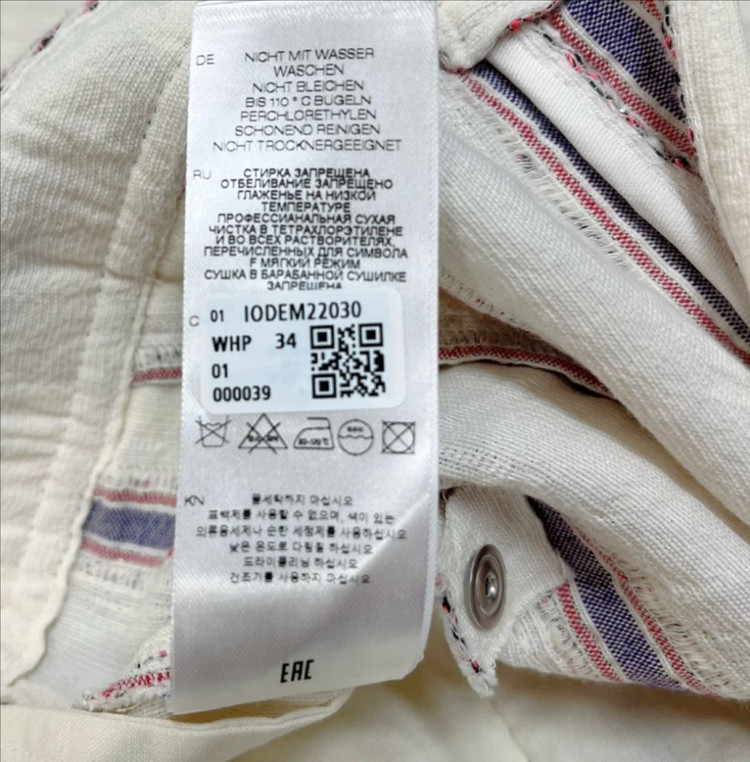 DE NICHT MIT WASSER
WASCHEN
NICHT BLEICHEN
BIS 110 ° C BÜGELN
PERCHLORETHYLEN
SCHONEND REINIGEN
NICHT TROCKNERGEEIGNET
RU СТИРКА ЗАПРЕЩЕНА
ОТБЕЛИВАНИЕ ЗАПРЕЩЕНО
ГЛАЖЕНЬЕ НА НИЗКОЙ
ТЕМПЕРАТУРЕ
ПРОФЕССИАНАЛЬНАЯ СУХАЯ
ЧИСТКА В ТЕТРАХЛОРЭТИЛЕНЕ
И ВО ВСЕХ РАСТВОРИТЕЛЯХ,
ПЕРЕЧИСЛЕННЫХ ДЛЯ СИМВОЛА
F МЯГКИЙ РЕЖИМ
СУШКА В БАРАБАННОЙ СУШИЛКЕ
ЗАПРЕЩЕНА
C 01 IODEM22030
WHP 34
01
000039
KN 물세탁하지 마십시오
표백제를 사용할 수 없으며, 색이 있는
의류용세제나 순한 세정제를 사용하십시오
낮은 온도로 다림질 하십시오
드라이클리닝 하십시오
건조기를 사용하지 마십시오
EAC